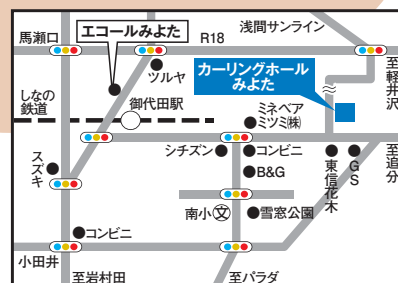 エコールみよた
浅間サンライン
馬瀬口
R18
ツルヤ
カーリングホール
みよた
至軽井沢
しなの
鉄道
御代田駅
ミネベア
ミツミ㈱
スズキ
シチズン
コンビニ
B&G
東信花木
GS
至追分
南小
文
雪窓公園
コンビニ
小田井
至岩村田
至パラダ